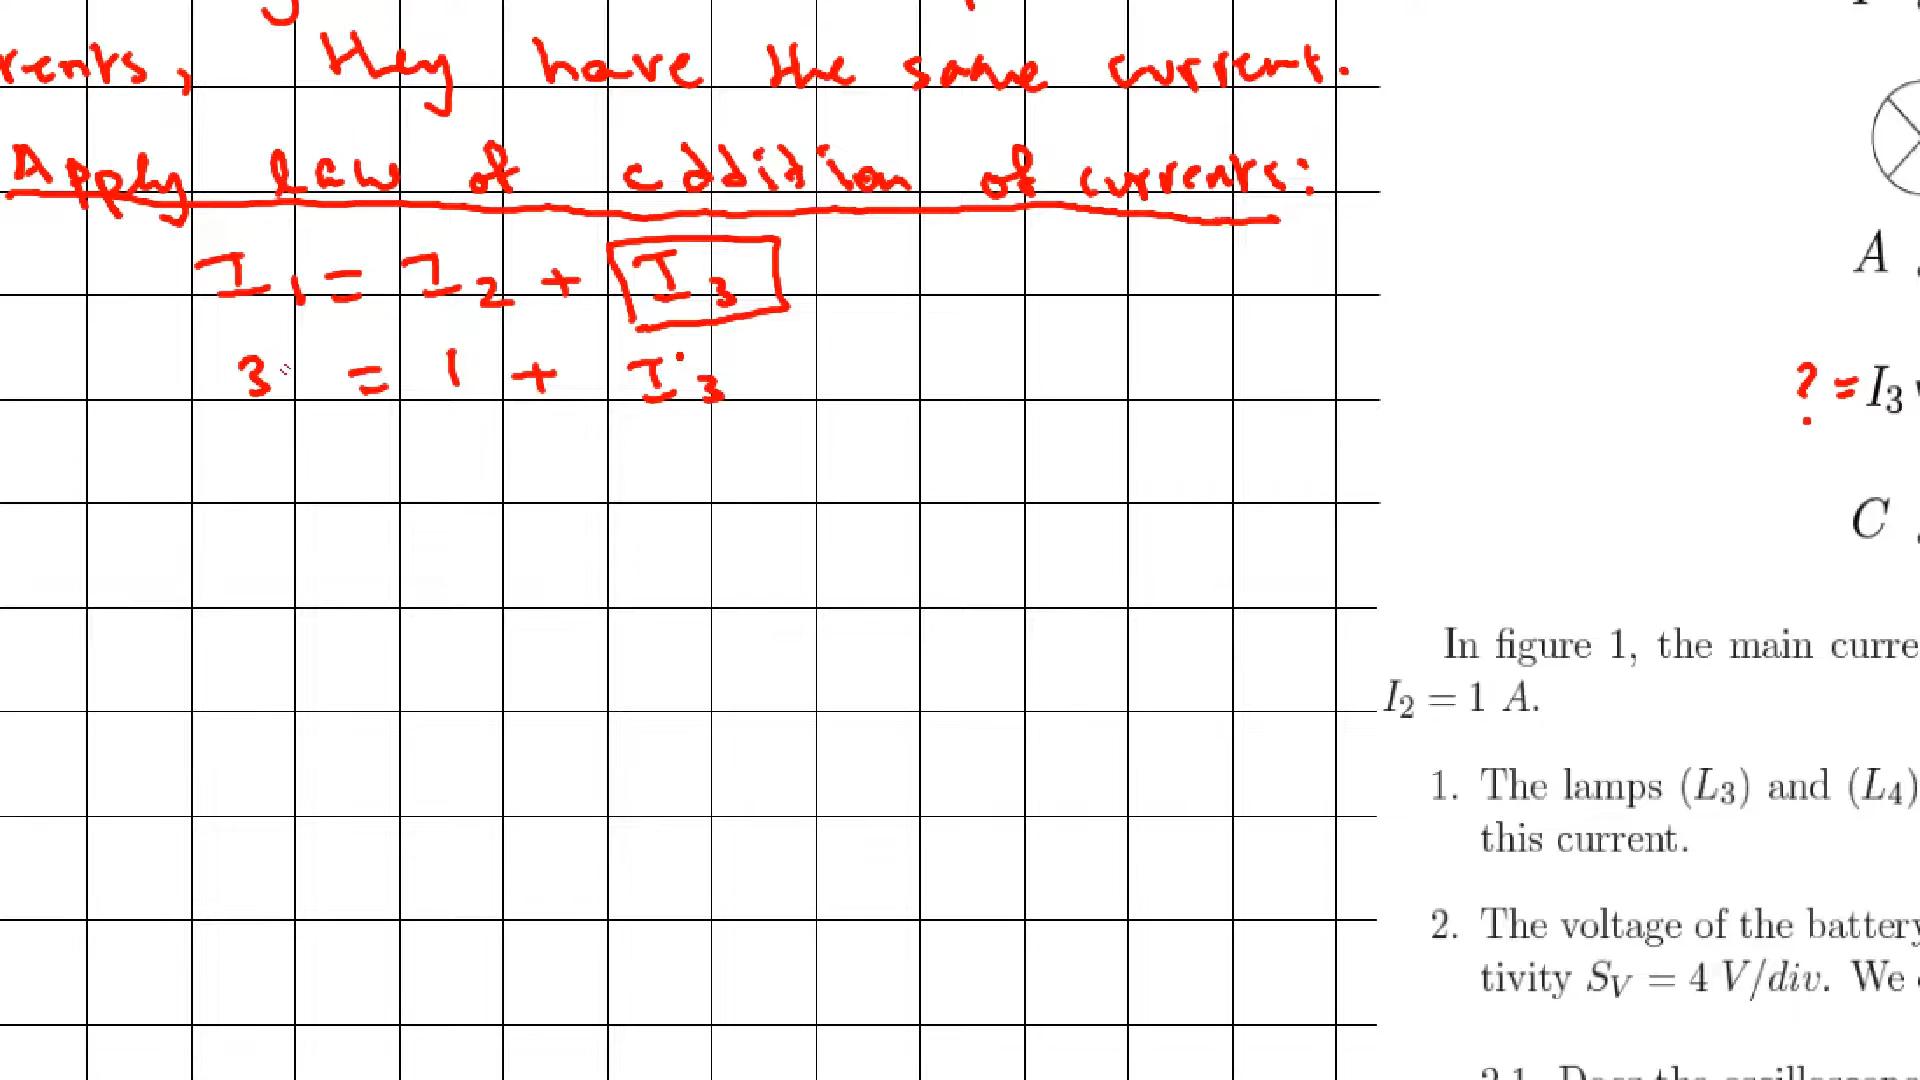 rents, they have the same current.
Apply law of addition of currents:
I1 = I2 + I3
3 = 1 + I3
A
? = I3
C
In figure 1, the main curre
I2 = 1 A.
1. The lamps (L3) and (L4)
this current.
2. The voltage of the battery
tivity SV = 4 V/div. We